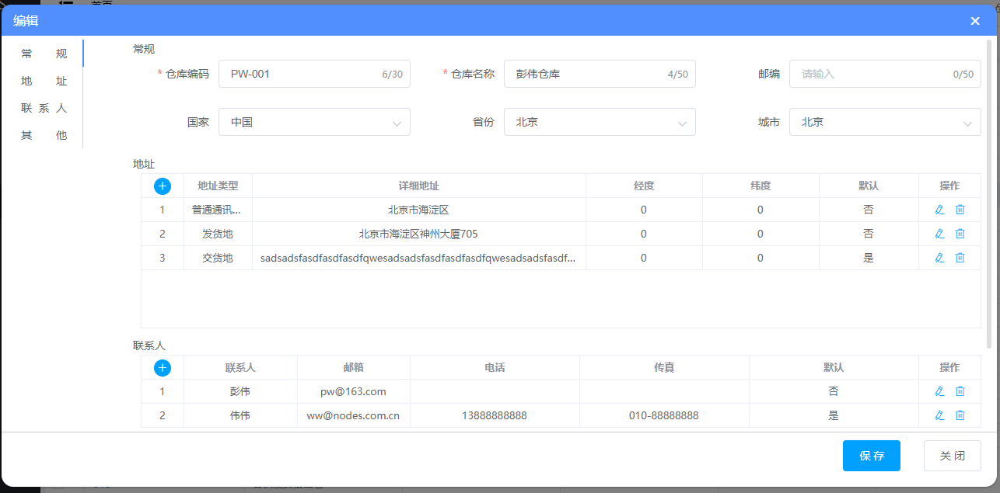 首页
编辑
常 规
地 址
联 系 人
其 他
常规
* 仓库编码 PW-001 6/30 * 仓库名称 彭伟仓库 4/50 邮编 请输入 0/50
国家 中国 省份 北京 城市 北京
地址
地址类型 详细地址 经度 纬度 默认 操作
1 普通通讯... 北京市海淀区 0 0 否
2 发货地 北京市海淀区神州大厦705 0 0 否
3 交货地 sadsadsfasdfasdfasdfqwesadsadsfasdfasdfasdfqwesadsadsfasdf... 0 0 是
联系人
联系人 邮箱 电话 传真 默认 操作
1 彭伟 pw@163.com 否
2 伟伟 ww@nodes.com.cn 13888888888 010-88888888 是
保 存 关 闭